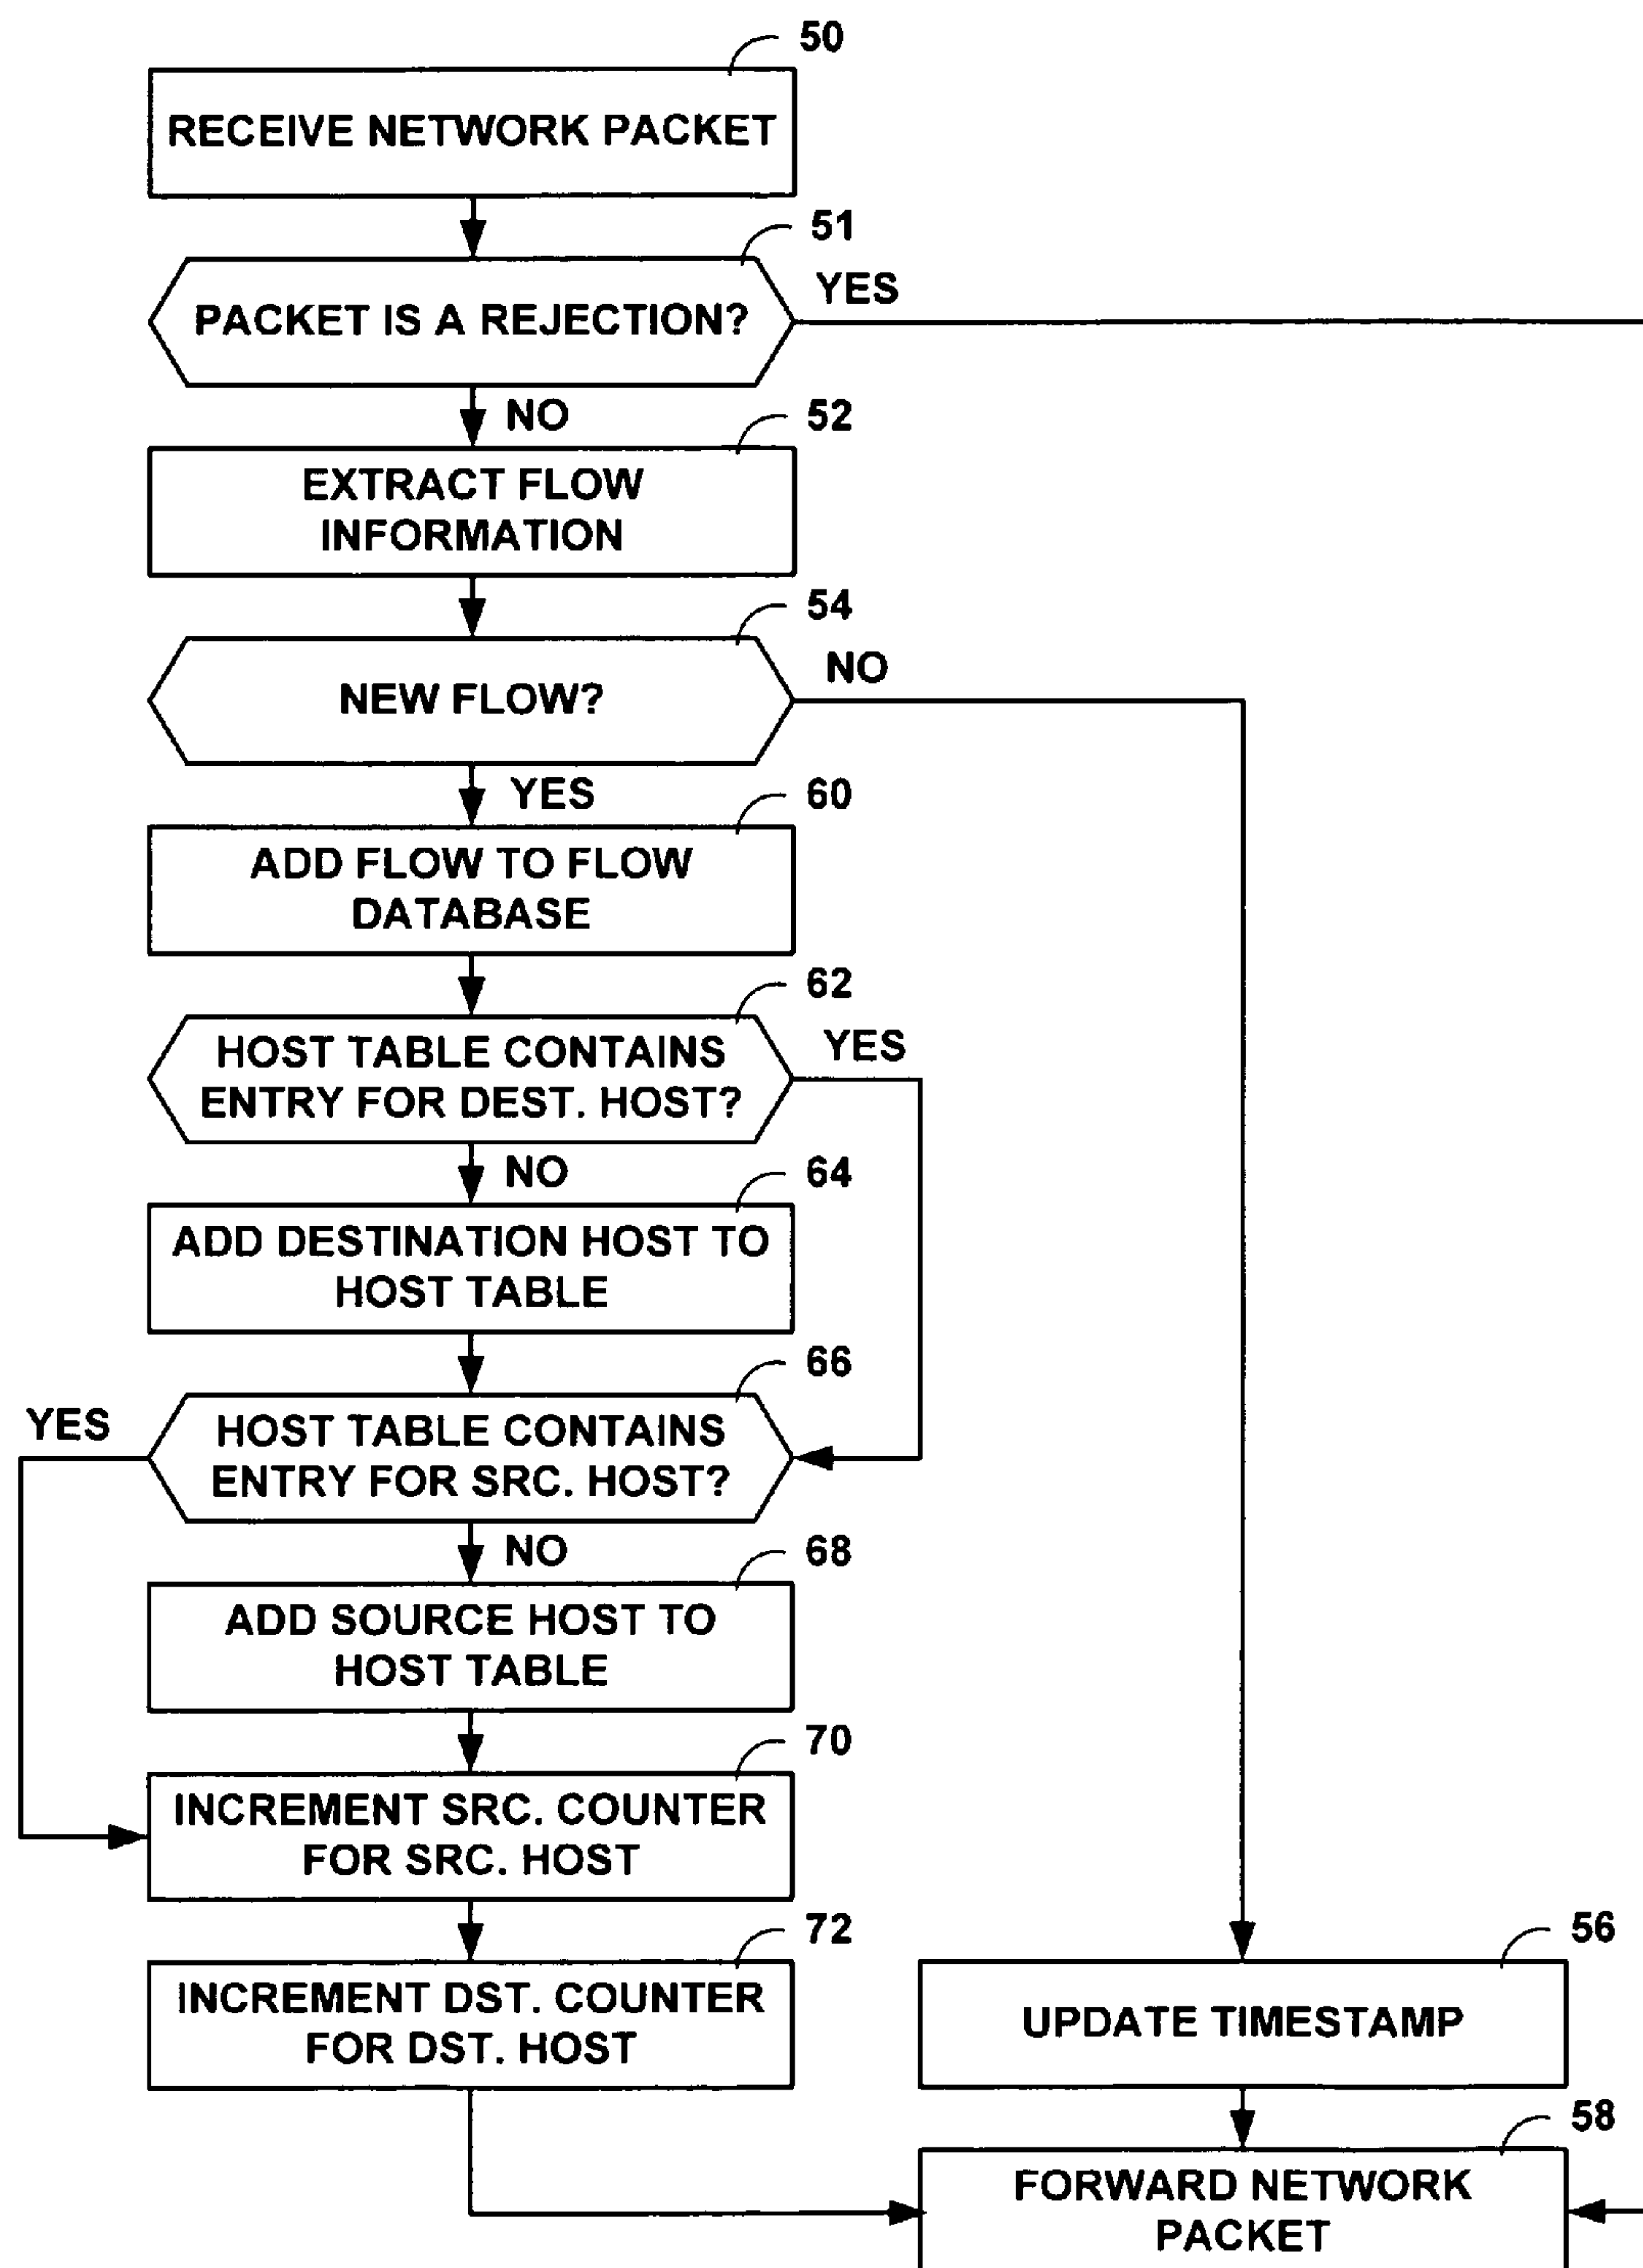 50
RECEIVE NETWORK PACKET
51
PACKET IS A REJECTION?
YES
NO
52
EXTRACT FLOW
INFORMATION
54
NEW FLOW?
NO
YES
60
ADD FLOW TO FLOW
DATABASE
62
HOST TABLE CONTAINS
ENTRY FOR DEST. HOST?
YES
NO
64
ADD DESTINATION HOST TO
HOST TABLE
66
YES
HOST TABLE CONTAINS
ENTRY FOR SRC. HOST?
NO
68
ADD SOURCE HOST TO
HOST TABLE
70
INCREMENT SRC. COUNTER
FOR SRC. HOST
72
INCREMENT DST. COUNTER
FOR DST. HOST
56
UPDATE TIMESTAMP
58
FORWARD NETWORK
PACKET